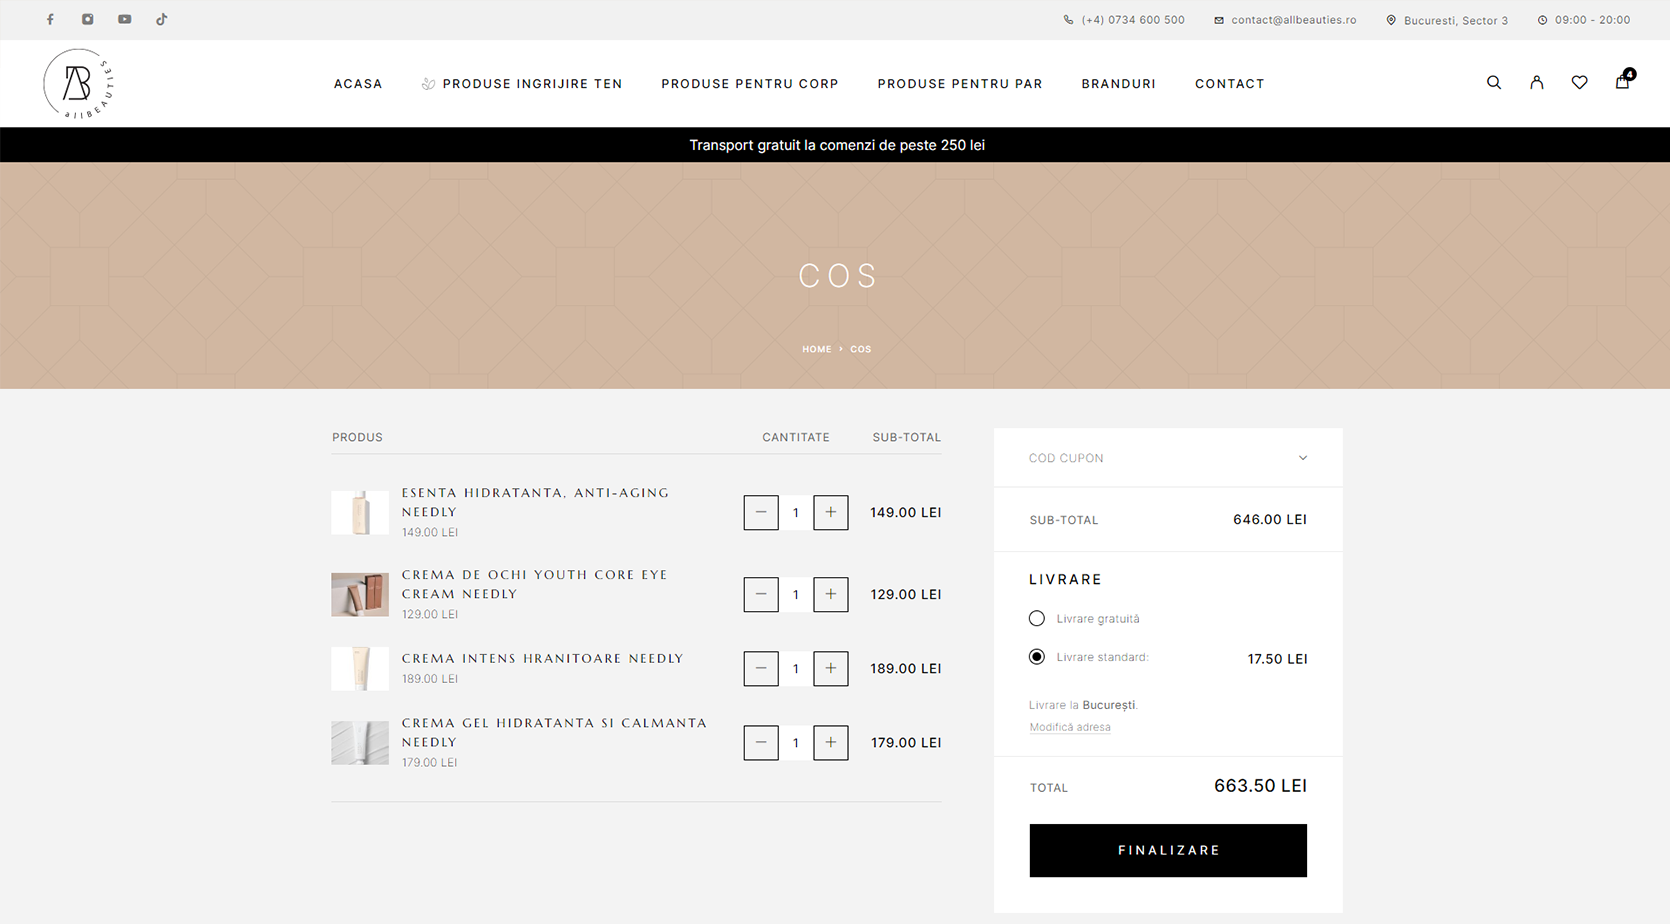 (+4) 0734 600 500
contact@allbeauties.ro
Bucuresti, Sector 3
09:00 - 20:00
AB
allBEAUTIES
ACASA
PRODUSE INGRIJIRE TEN
PRODUSE PENTRU CORP
PRODUSE PENTRU PAR
BRANDURI
CONTACT
4
Transport gratuit la comenzi de peste 250 lei
COS
HOME › COS
PRODUS
CANTITATE
SUB-TOTAL
ESENTA HIDRATANTA, ANTI-AGING
NEEDLY
149.00 LEI
− 1 +
149.00 LEI
CREMA DE OCHI YOUTH CORE EYE
CREAM NEEDLY
129.00 LEI
− 1 +
129.00 LEI
CREMA INTENS HRANITOARE NEEDLY
189.00 LEI
− 1 +
189.00 LEI
CREMA GEL HIDRATANTA SI CALMANTA
NEEDLY
179.00 LEI
− 1 +
179.00 LEI
COD CUPON
SUB-TOTAL
646.00 LEI
LIVRARE
Livrare gratuită
Livrare standard:
17.50 LEI
Livrare la București.
Modifică adresa
TOTAL
663.50 LEI
FINALIZARE